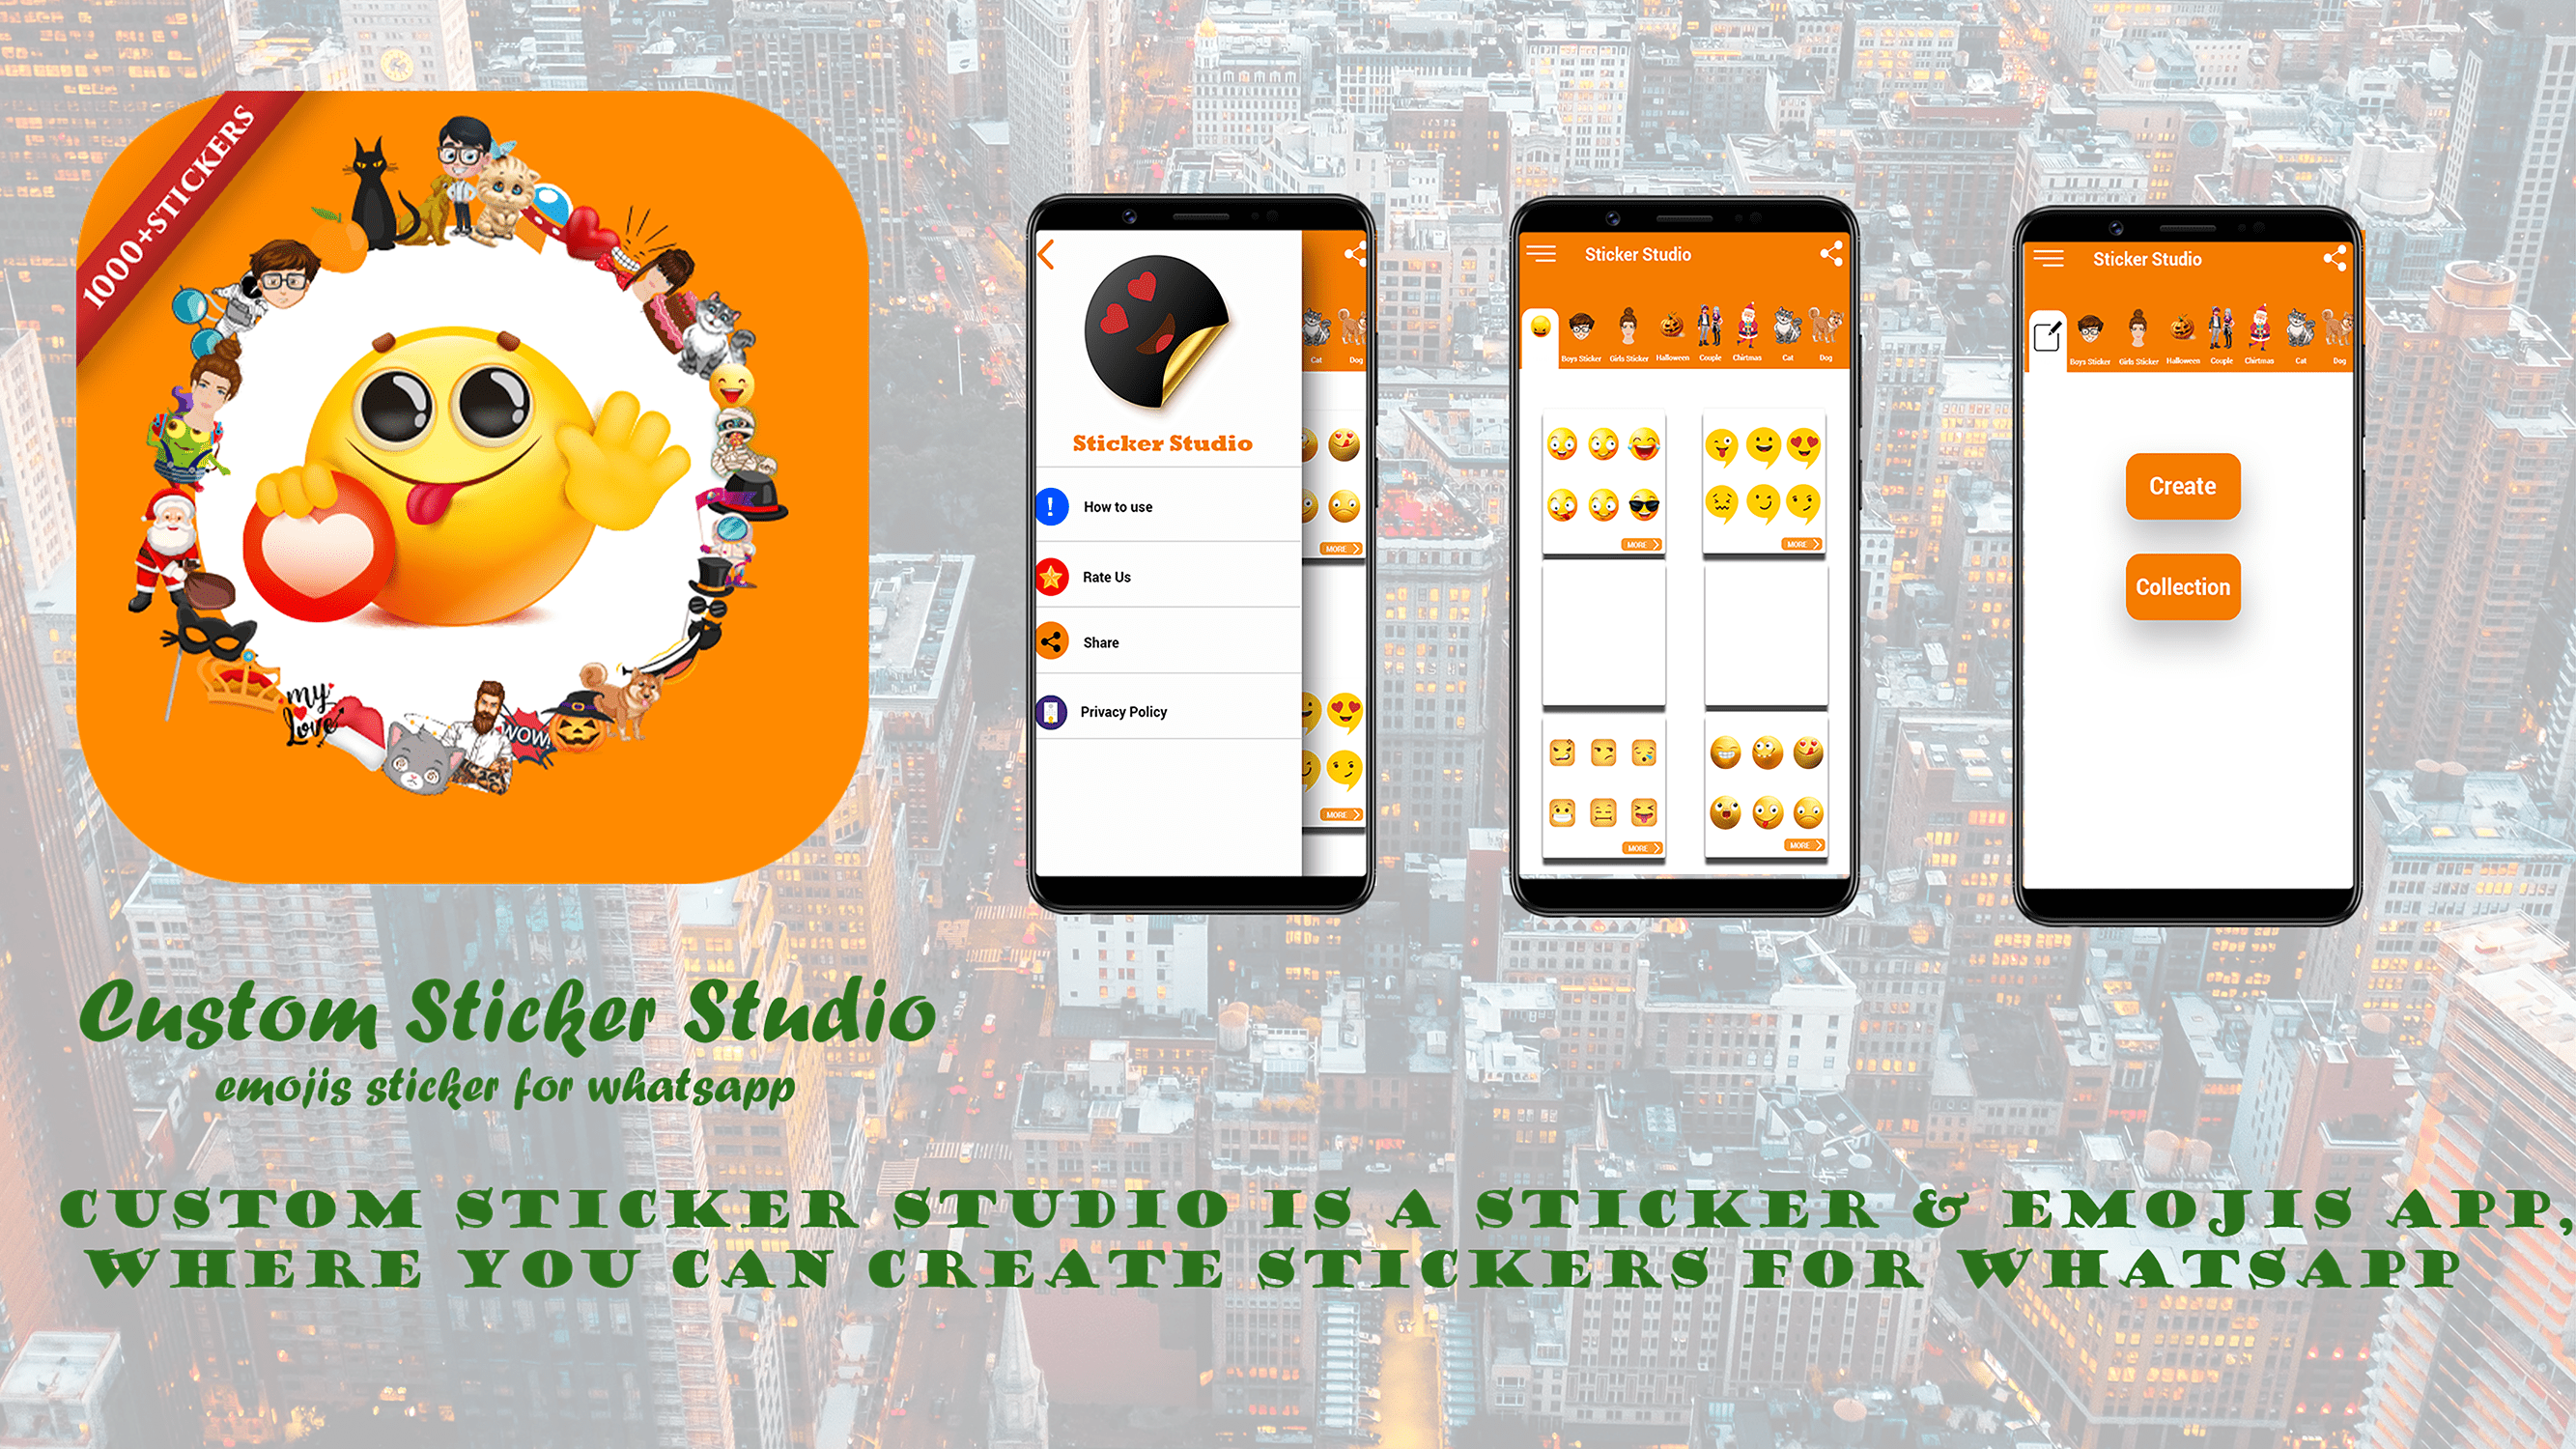 1000+STICKERS
my
Love
WOW!
Custom Sticker Studio
emojis sticker for whatsapp
Cat Dog
Sticker Studio
How to use
Rate Us
Share
Privacy Policy
MORE
MORE
Sticker Studio
Boys Sticker Girls Sticker Halloween Couple Chirtmas Cat Dog
MORE MORE
MORE MORE
Sticker Studio
Boys Sticker Girls Sticker Halloween Couple Chirtmas Cat Dog
Create
Collection
CUSTOM STICKER STUDIO IS A STICKER & EMOJIS APP,
WHERE YOU CAN CREATE STICKERS FOR WHATSAPP